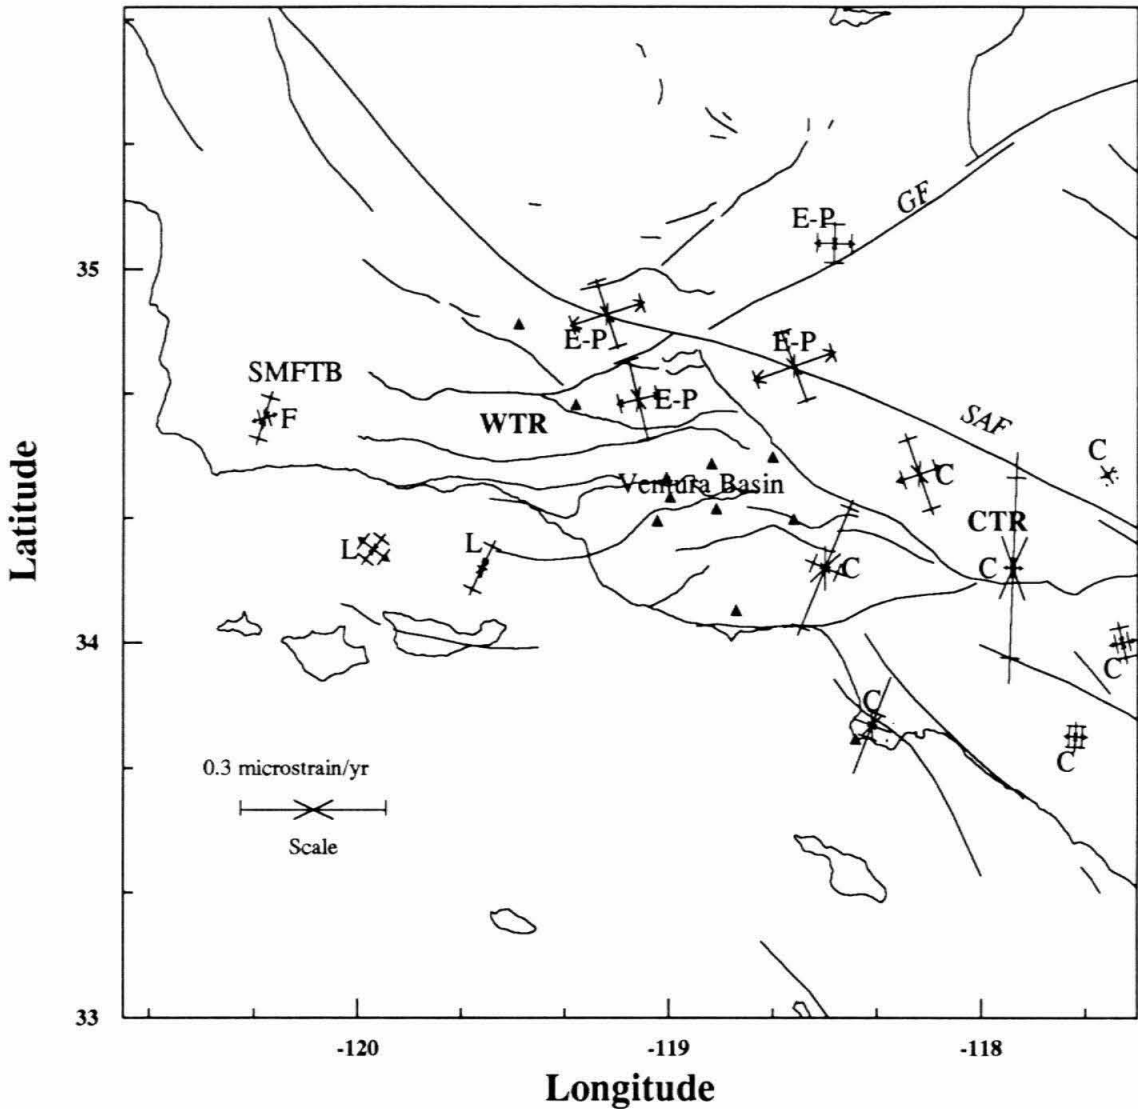 GF
E-P
35
E-P
E-P
SMFTB
F
WTR
E-P
SAF
C
Ventura Basin
C
CTR
L
L
C
C
Latitude
34
C
C
C
0.3 microstrain/yr
Scale
33
-120
-119
-118
Longitude